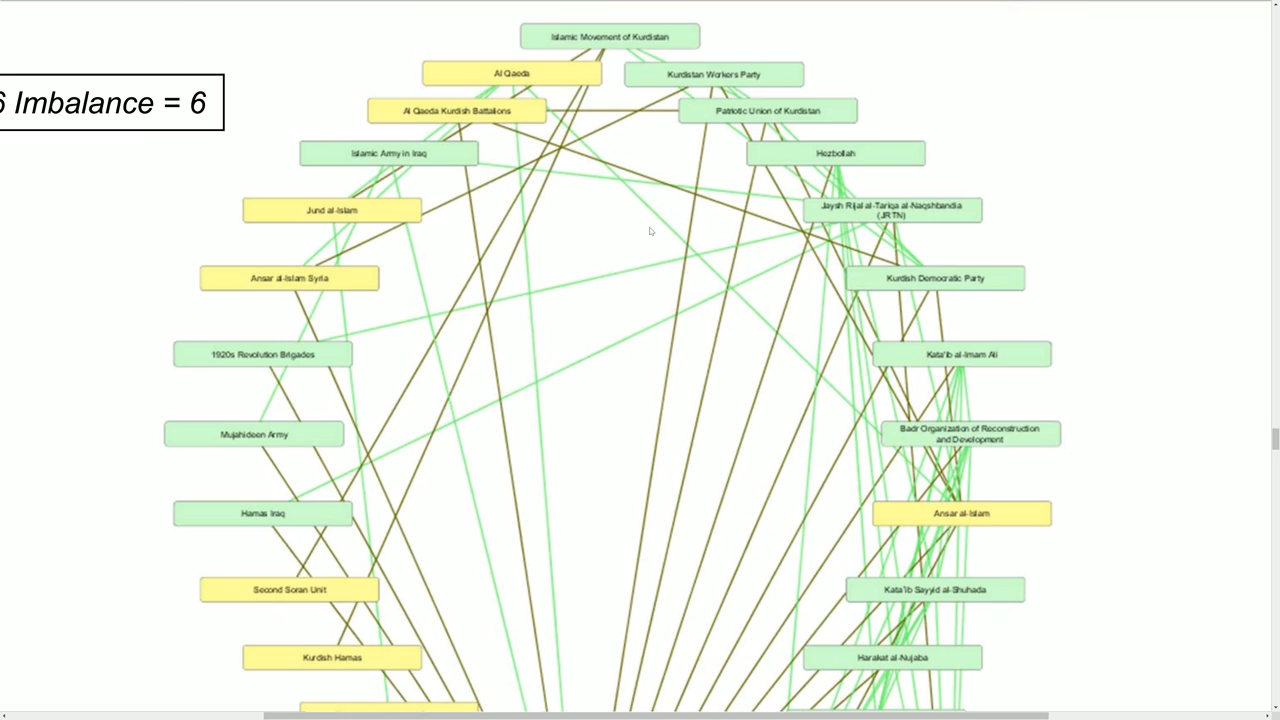 Islamic Movement of Kurdistan
Al Qaeda
Kurdistan Workers Party
6 Imbalance = 6
Al Qaeda Kurdish Battalions
Patriotic Union of Kurdistan
Islamic Army in Iraq
Hezbollah
Jund al-Islam
Jaysh Rijal al-Tariqa al-Naqshbandia
(JRTN)
Ansar al-Islam Syria
Kurdish Democratic Party
1920s Revolution Brigades
Kata'ib al-Imam Ali
Mujahideen Army
Badr Organization of Reconstruction
and Development
Hamas Iraq
Ansar al-Islam
Second Soran Unit
Kata'ib Sayyid al-Shuhada
Kurdish Hamas
Harakat al-Nujaba